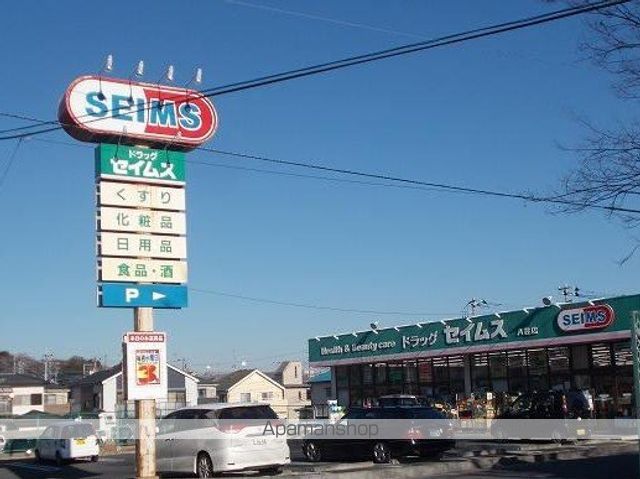 SEIMS
ドラッグ
セイムス
くすり
化粧品
日用品
食品・酒
P
Health & Beauty care ドラッグ セイムス
SEIMS
Apamanshop